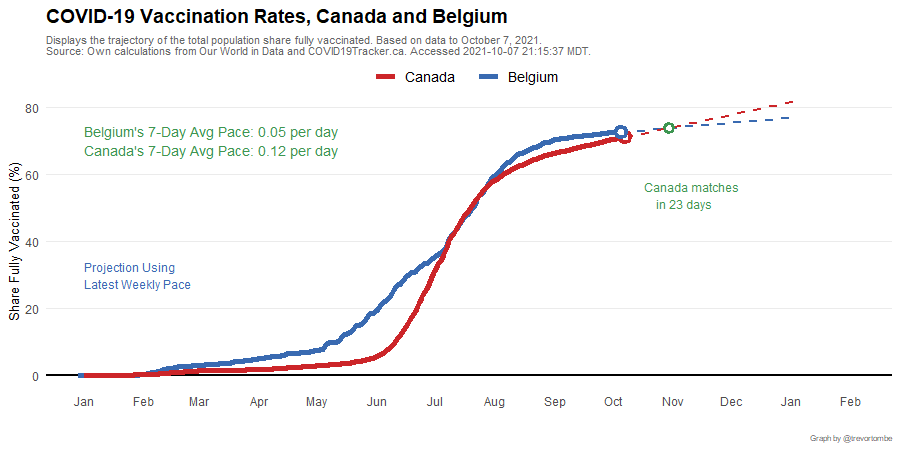 COVID-19 Vaccination Rates, Canada and Belgium
Displays the trajectory of the total population share fully vaccinated. Based on data to October 7, 2021.
Source: Own calculations from Our World in Data and COVID19Tracker.ca. Accessed 2021-10-07 21:15:37 MDT.
Canada Belgium
Share Fully Vaccinated (%)
80
60
40
20
0
Belgium's 7-Day Avg Pace: 0.05 per day
Canada's 7-Day Avg Pace: 0.12 per day
Canada matches
in 23 days
Projection Using
Latest Weekly Pace
Jan Feb Mar Apr May Jun Jul Aug Sep Oct Nov Dec Jan Feb
Graph by @trevortombe